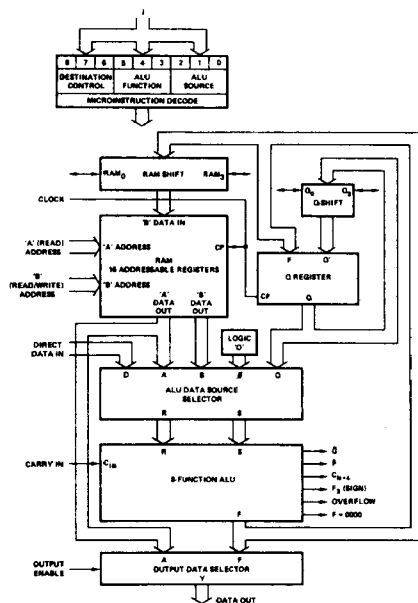 I
8 7 6 5 4 3 2 1 0
DESTINATION CONTROL
ALU FUNCTION
ALU SOURCE
MICROINSTRUCTION DECODE
RAM0 RAM SHIFT RAM3
Q0 Q3
Q-SHIFT
CLOCK
'B' DATA IN
'A' (READ) ADDRESS
'A' ADDRESS
CP
RAM
16 ADDRESSABLE REGISTERS
'B' (READ/WRITE) ADDRESS
'B' ADDRESS
'A' DATA OUT
'B' DATA OUT
F Q'
Q REGISTER
CP
Q
DIRECT DATA IN
LOGIC '0'
D A B Ø Q
ALU DATA SOURCE SELECTOR
R S
R S
CARRY IN
Cin
8-FUNCTION ALU
F
G̅
P̅
Cn+4
F3 (SIGN)
OVERFLOW
F = 0000
OUTPUT ENABLE
A F
OUTPUT DATA SELECTOR
Y
DATA OUT